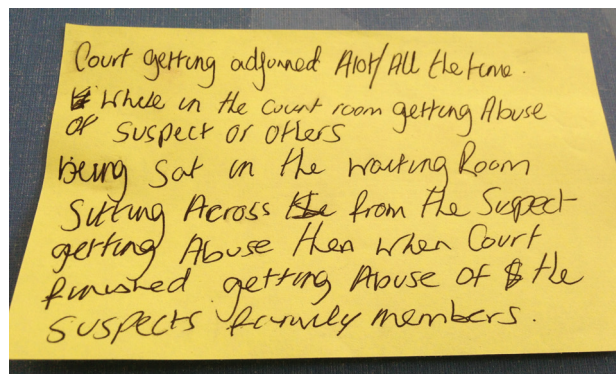 Court getting adjunned Alot/All the time.
While in the court room getting Abuse
of suspect or others
being sat in the waiting Room
Sitting Across from the Suspect
getting Abuse then when Court
finished getting Abuse of the
suspects family members.